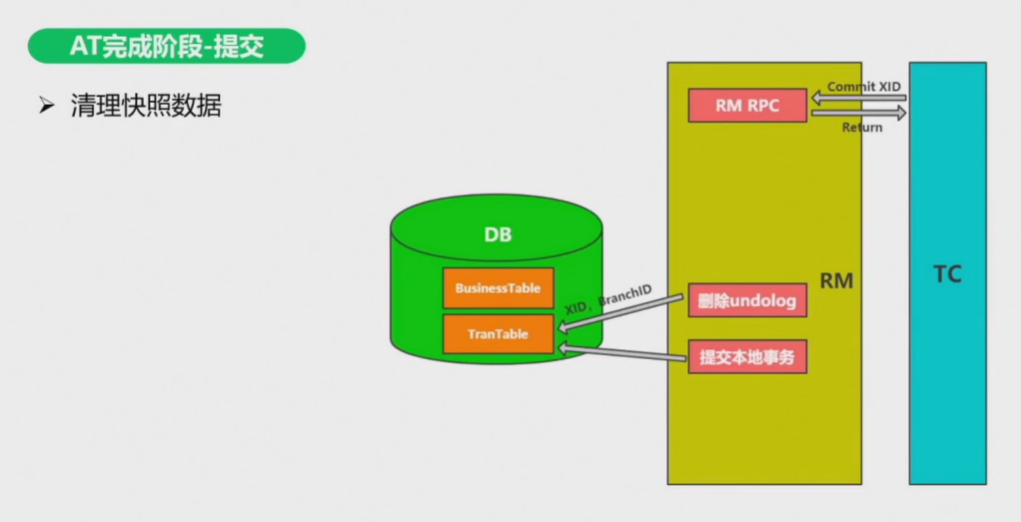 AT完成阶段-提交
➤ 清理快照数据
Commit XID
RM RPC
Return
DB
RM
TC
BusinessTable
XID，BranchID
删除undolog
TranTable
提交本地事务